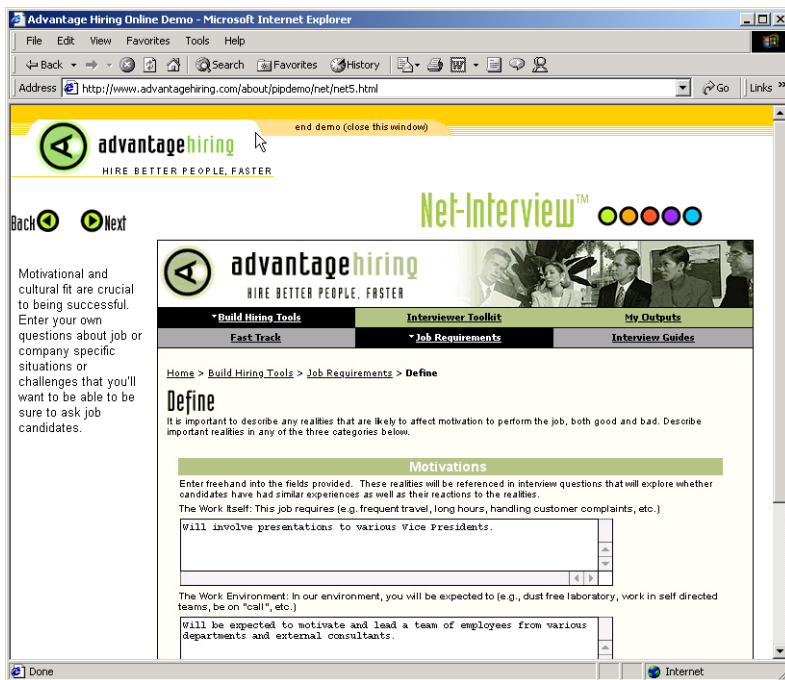 Advantage Hiring Online Demo - Microsoft Internet Explorer
File Edit View Favorites Tools Help
Back Search Favorites History
Address http://www.advantagehiring.com/about/pipdemo/net/net5.html Go Links »
end demo (close this window)
advantagehiring
HIRE BETTER PEOPLE, FASTER
Net-Interview™
Back Next
advantagehiring
HIRE BETTER PEOPLE, FASTER
Build Hiring Tools Interviewer Toolkit My Outputs
Fast Track Job Requirements Interview Guides
Motivational and
cultural fit are crucial
to being successful.
Enter your own
questions about job or
company specific
situations or
challenges that you'll
want to be able to be
sure to ask job
candidates.
Home > Build Hiring Tools > Job Requirements > Define
Define
It is important to describe any realities that are likely to affect motivation to perform the job, both good and bad. Describe
important realities in any of the three categories below.
Motivations
Enter freehand into the fields provided. These realities will be referenced in interview questions that will explore whether
candidates have had similar experiences as well as their reactions to the realities.
The Work Itself: This job requires (e.g. frequent travel, long hours, handling customer complaints, etc.)
Will involve presentations to various Vice Presidents.
The Work Environment: In our environment, you will be expected to (e.g., dust free laboratory, work in self directed
teams, be on "call", etc.)
Will be expected to motivate and lead a team of employees from various
departments and external consultants.
Done Internet